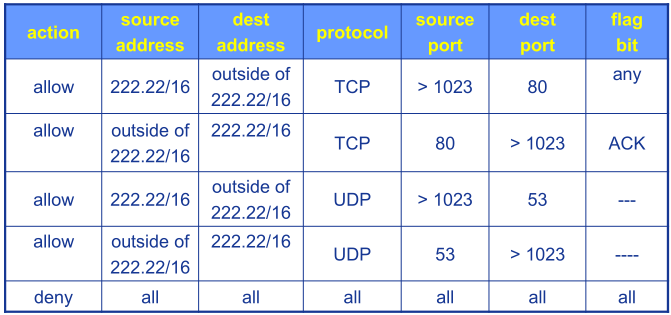 action source address dest address protocol source port dest port flag bit
allow 222.22/16 outside of 222.22/16 TCP > 1023 80 any
allow outside of 222.22/16 222.22/16 TCP 80 > 1023 ACK
allow 222.22/16 outside of 222.22/16 UDP > 1023 53 ---
allow outside of 222.22/16 222.22/16 UDP 53 > 1023 ----
deny all all all all all all